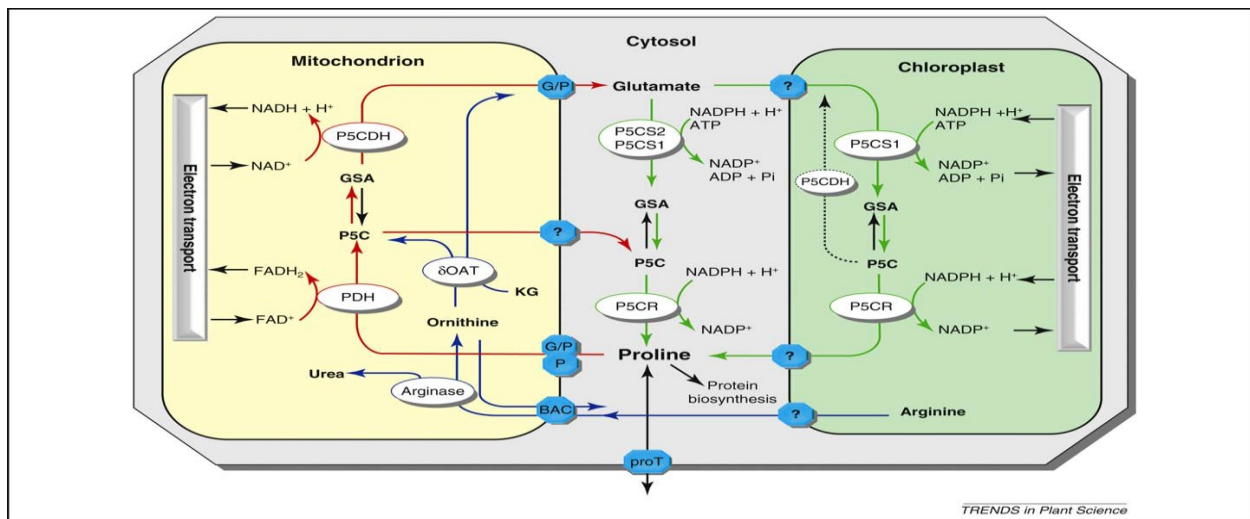 Cytosol
Mitochondrion
Chloroplast
G/P
Glutamate
?
NADH + H⁺
P5CDH
NAD⁺
GSA
P5C
Electron transport
FADH₂
PDH
FAD⁺
δOAT
KG
Ornithine
Urea
Arginase
G/P
P
BAC
?
P5CS2
P5CS1
NADPH + H⁺
ATP
NADP⁺
ADP + Pi
GSA
P5C
P5CR
NADPH + H⁺
NADP⁺
Proline
Protein
biosynthesis
proT
P5CDH
P5CS1
NADPH +H⁺
ATP
NADP⁺
ADP + Pi
GSA
P5C
P5CR
NADPH + H⁺
NADP⁺
Electron transport
?
?
Arginine
TRENDS in Plant Science